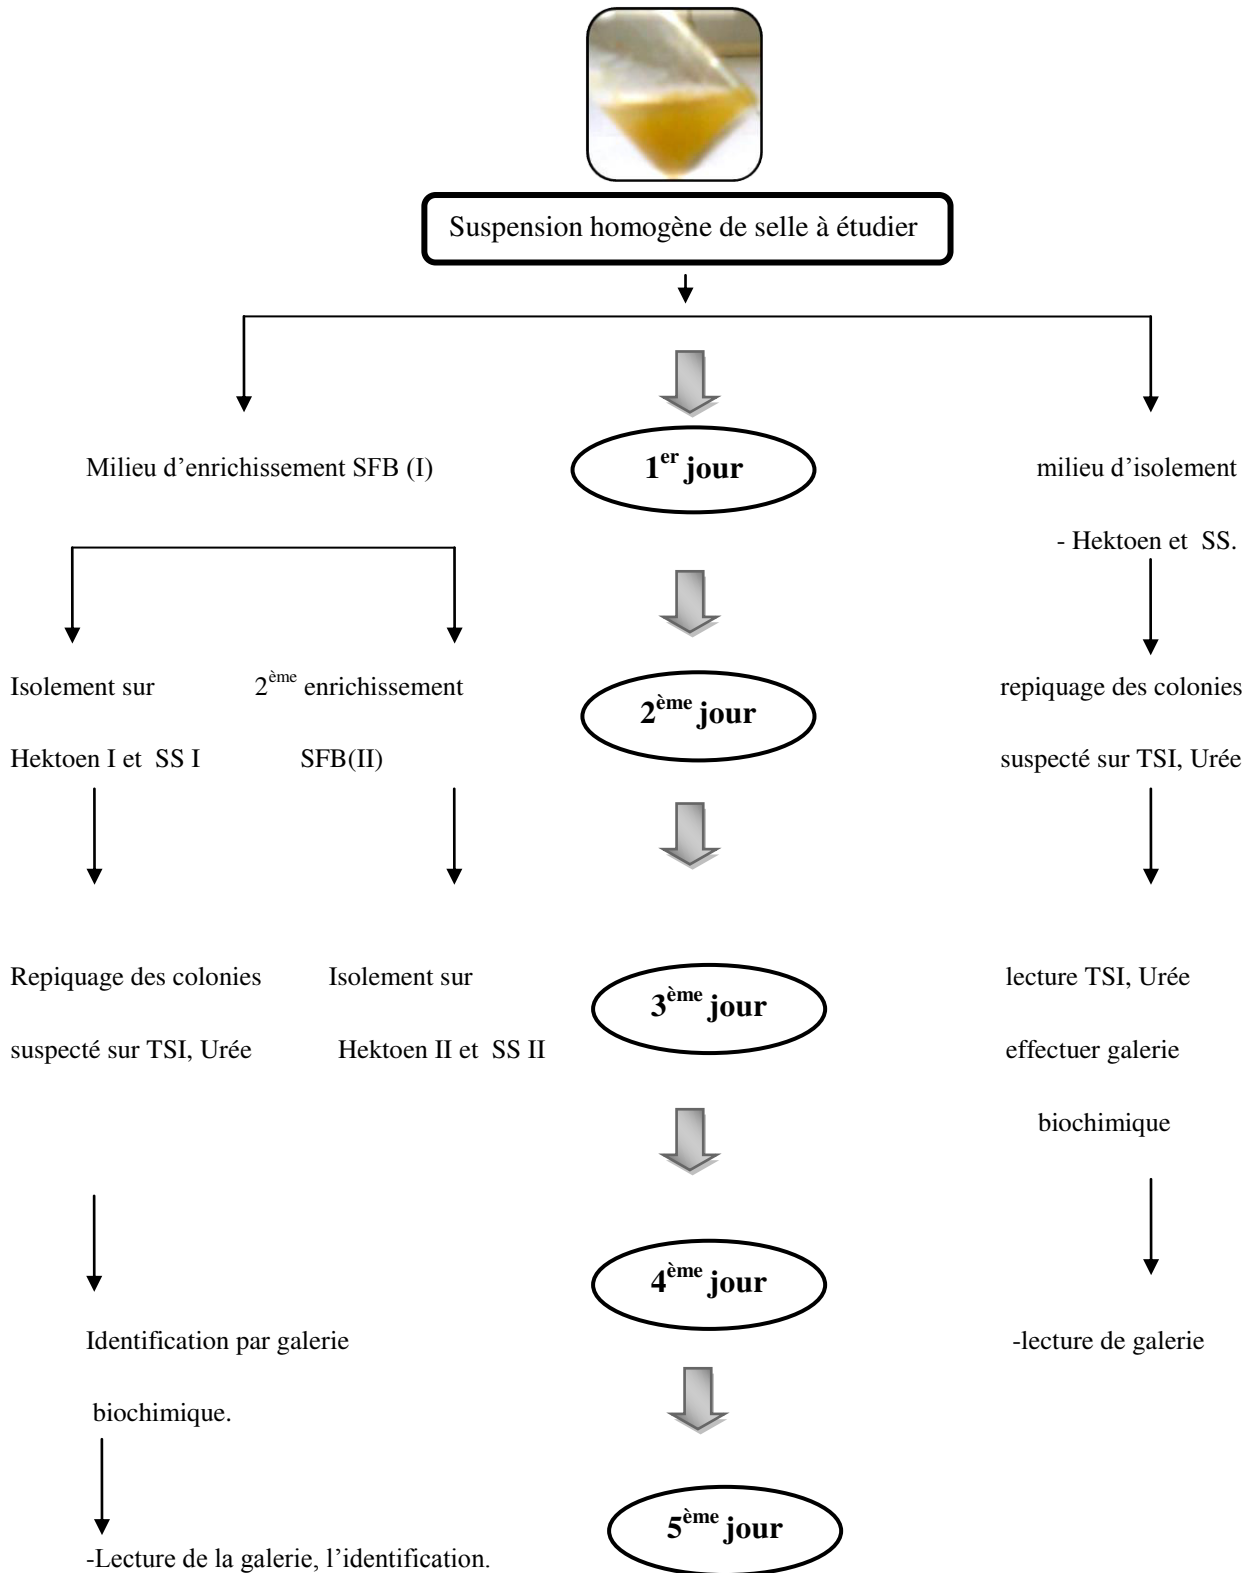 Suspension homogène de selle à étudier
Milieu d’enrichissement SFB (I)
1er jour
milieu d’isolement
- Hektoen et SS.
Isolement sur
Hektoen I et SS I
2ème enrichissement
SFB(II)
2ème jour
repiquage des colonies
suspecté sur TSI, Urée
Repiquage des colonies
suspecté sur TSI, Urée
Isolement sur
Hektoen II et SS II
3ème jour
lecture TSI, Urée
effectuer galerie
biochimique
4ème jour
Identification par galerie
biochimique.
-lecture de galerie
5ème jour
-Lecture de la galerie, l’identification.